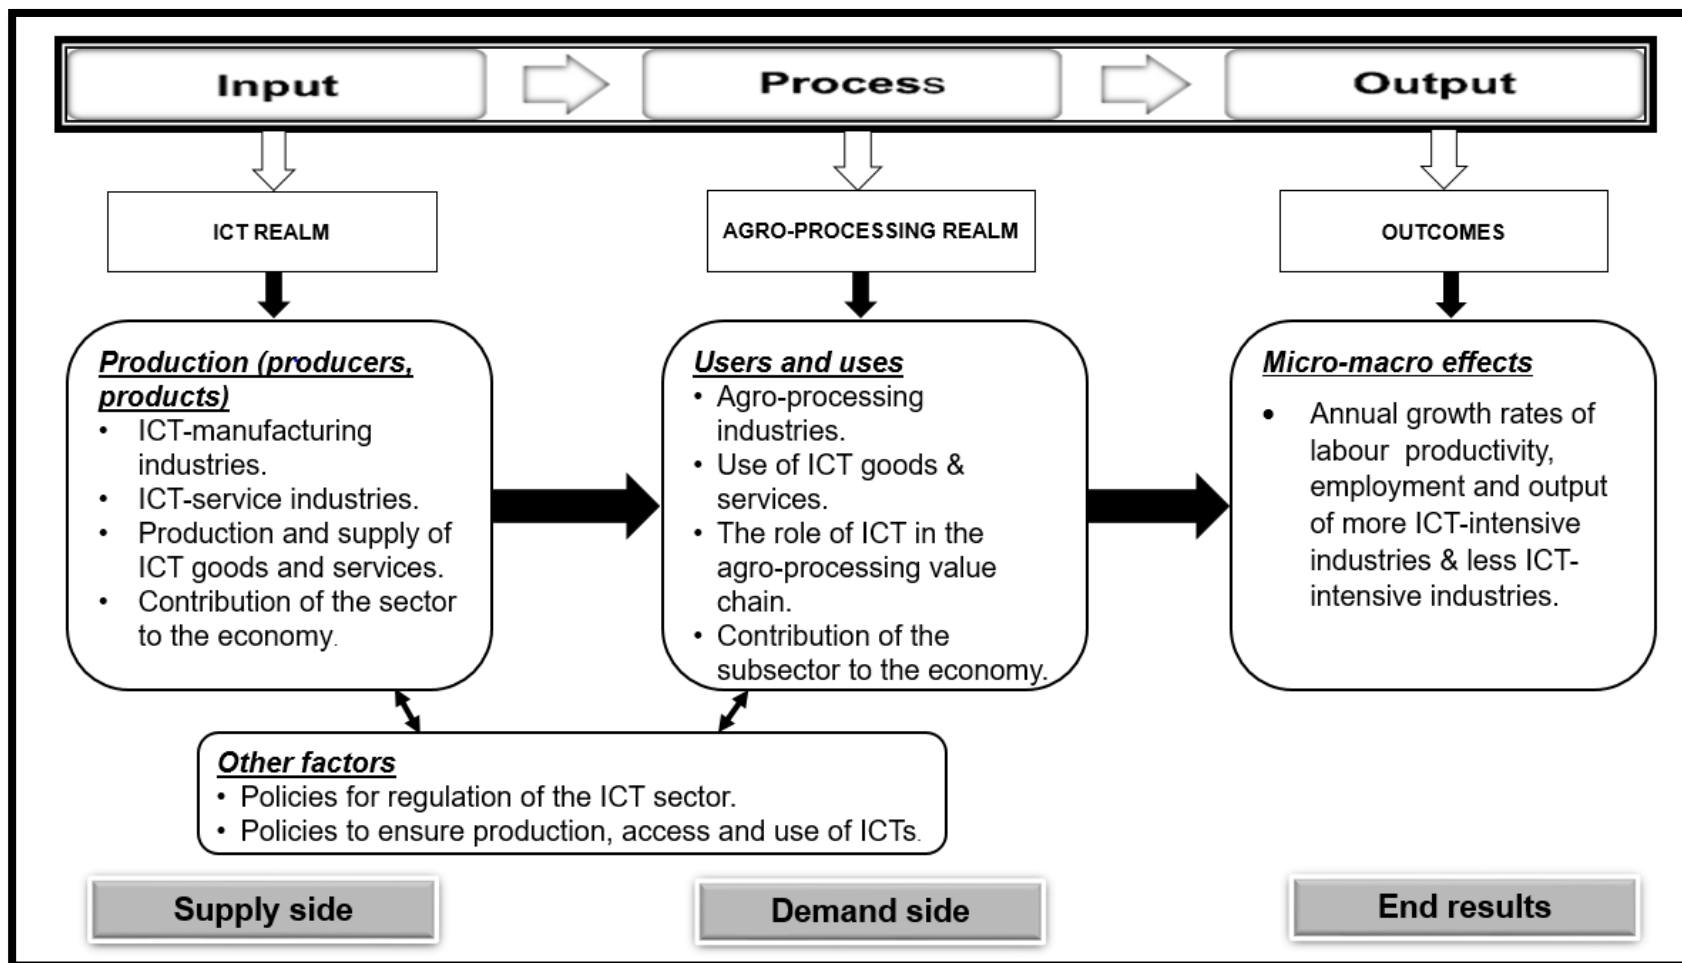 Input
Process
Output
ICT REALM
AGRO-PROCESSING REALM
OUTCOMES
Production (producers,
products)
• ICT-manufacturing
industries.
• ICT-service industries.
• Production and supply of
ICT goods and services.
• Contribution of the sector
to the economy.
Users and uses
• Agro-processing
industries.
• Use of ICT goods &
services.
• The role of ICT in the
agro-processing value
chain.
• Contribution of the
subsector to the economy.
Micro-macro effects
• Annual growth rates of
labour productivity,
employment and output
of more ICT-intensive
industries & less ICT-
intensive industries.
Other factors
• Policies for regulation of the ICT sector.
• Policies to ensure production, access and use of ICTs.
Supply side
Demand side
End results